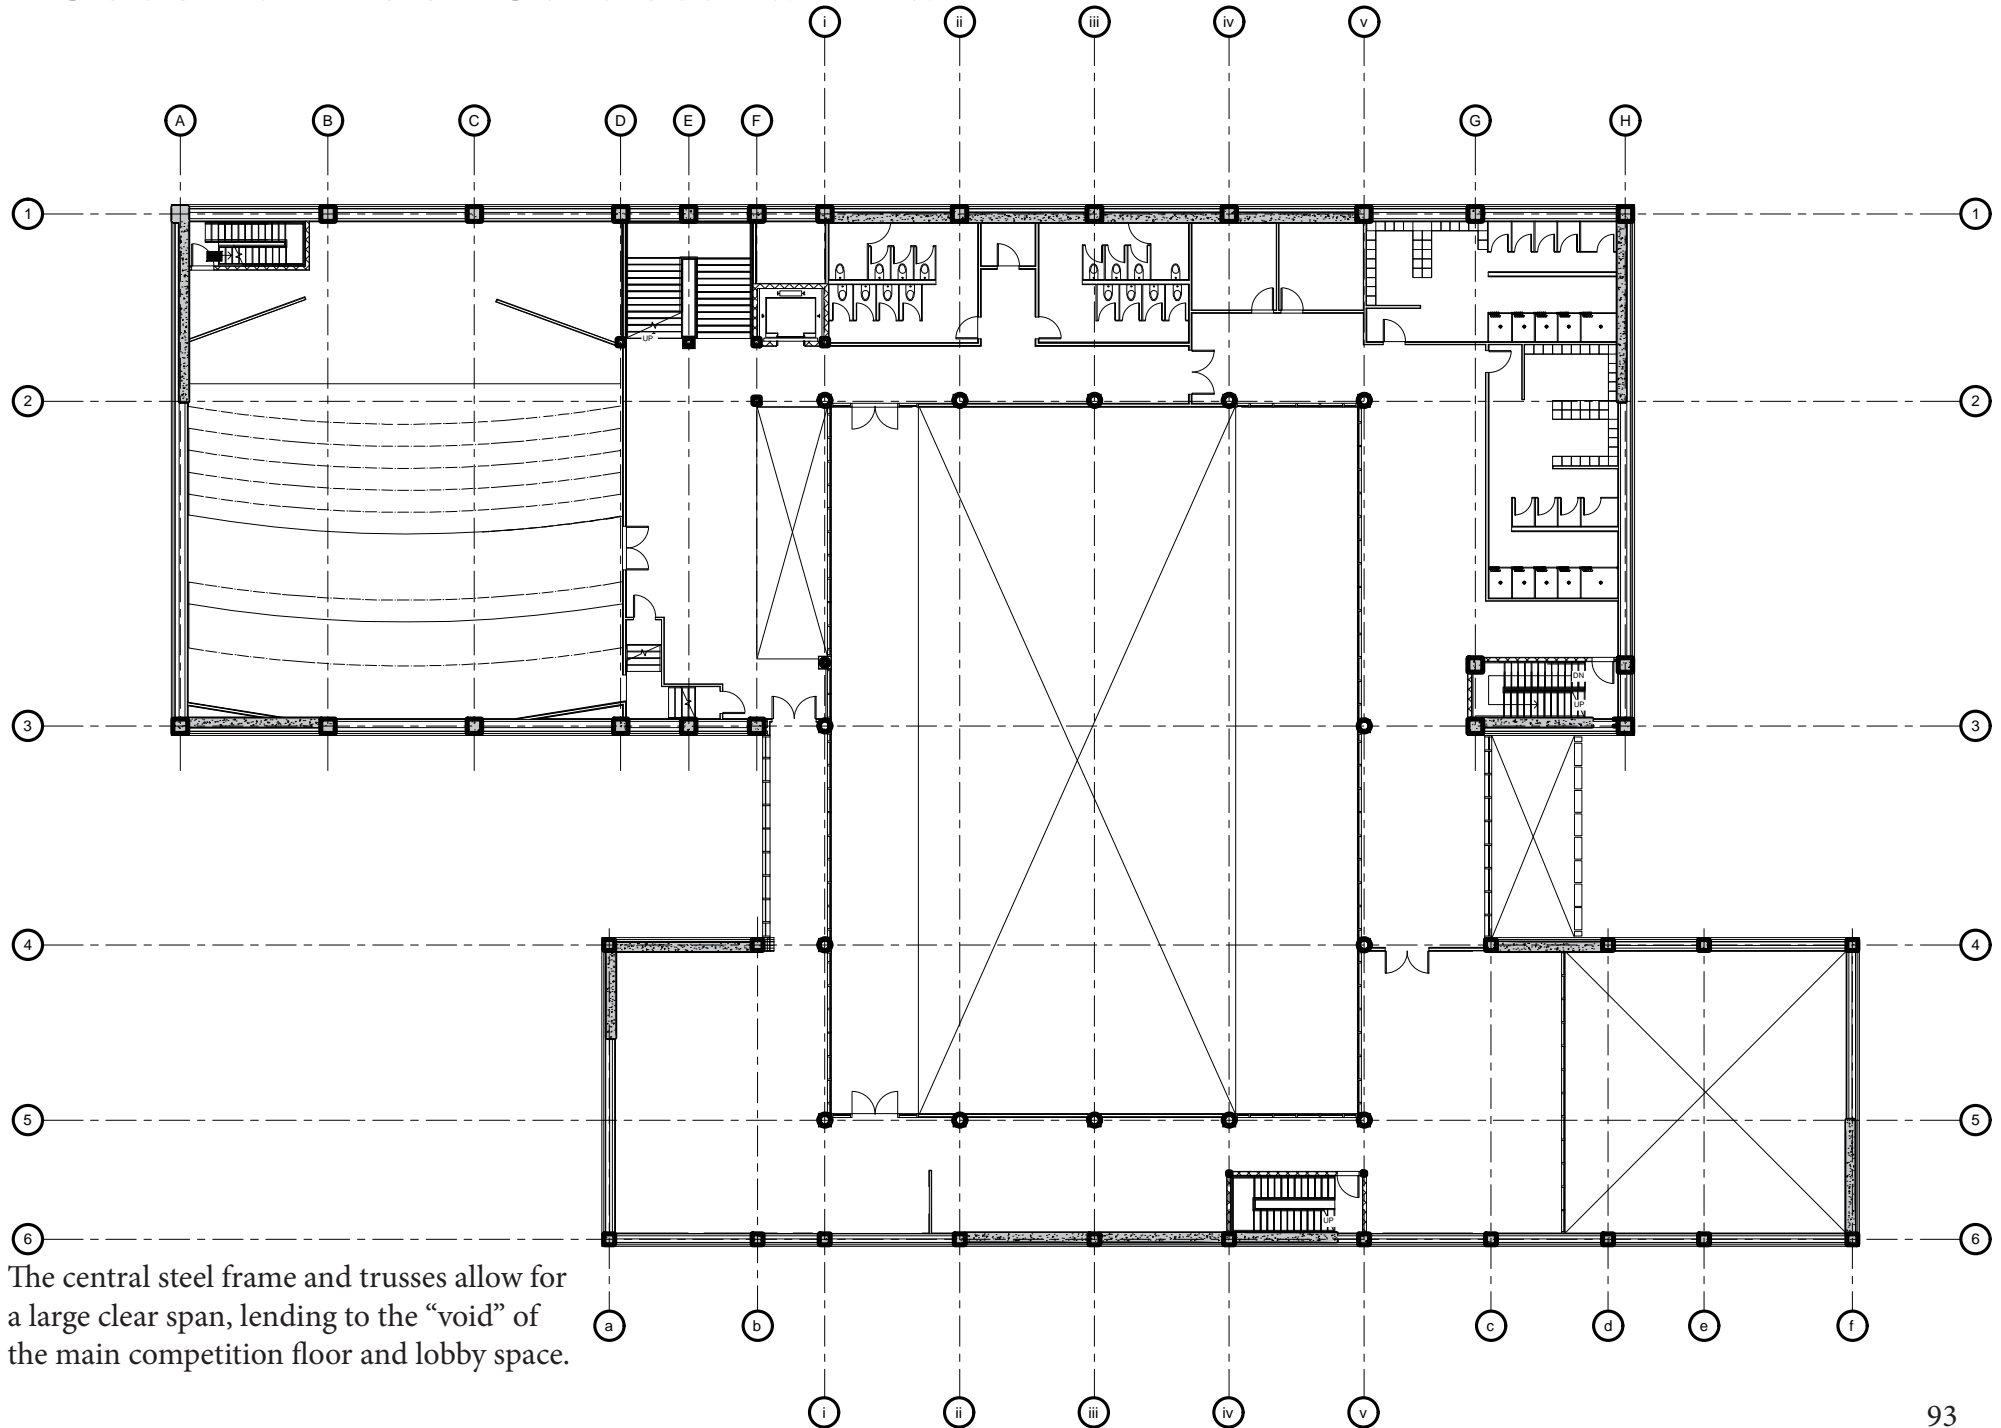 i ii iii iv v
A B C D E F G H
1 1
UP
2 2
DN
UP
3 3
4 4
5 5
UP
6 6
The central steel frame and trusses allow for
a large clear span, lending to the “void” of
the main competition floor and lobby space.
a b c d e f
i ii iii iv v
93